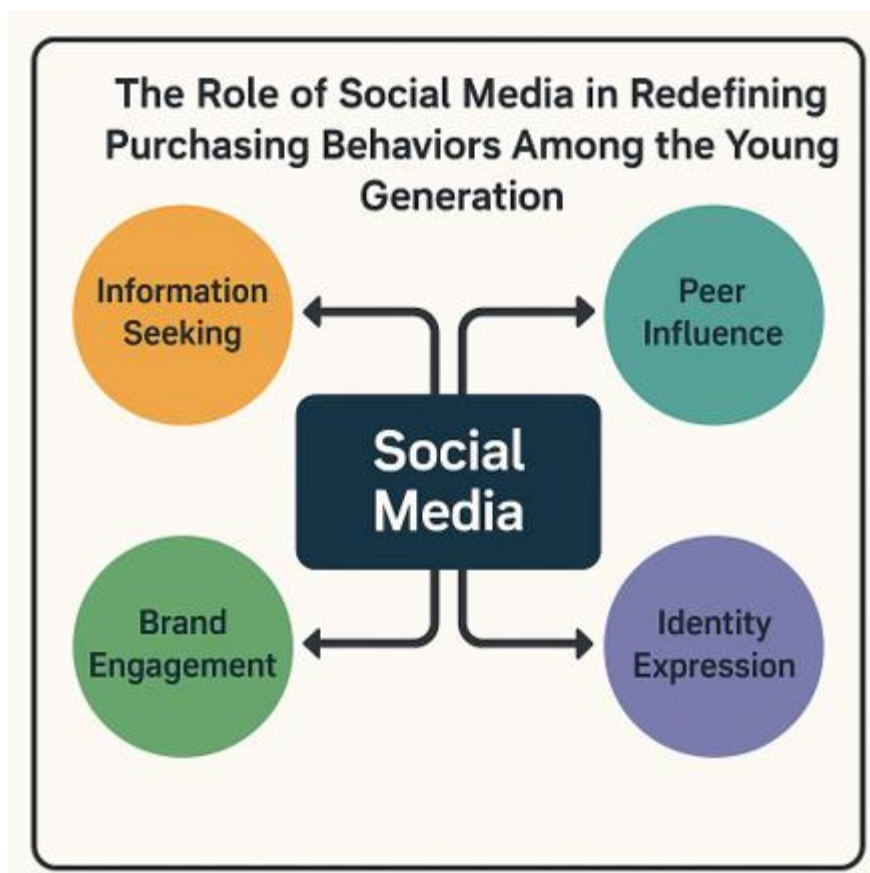 The Role of Social Media in Redefining
Purchasing Behaviors Among the Young
Generation
Information
Seeking
Peer
Influence
Social
Media
Brand
Engagement
Identity
Expression